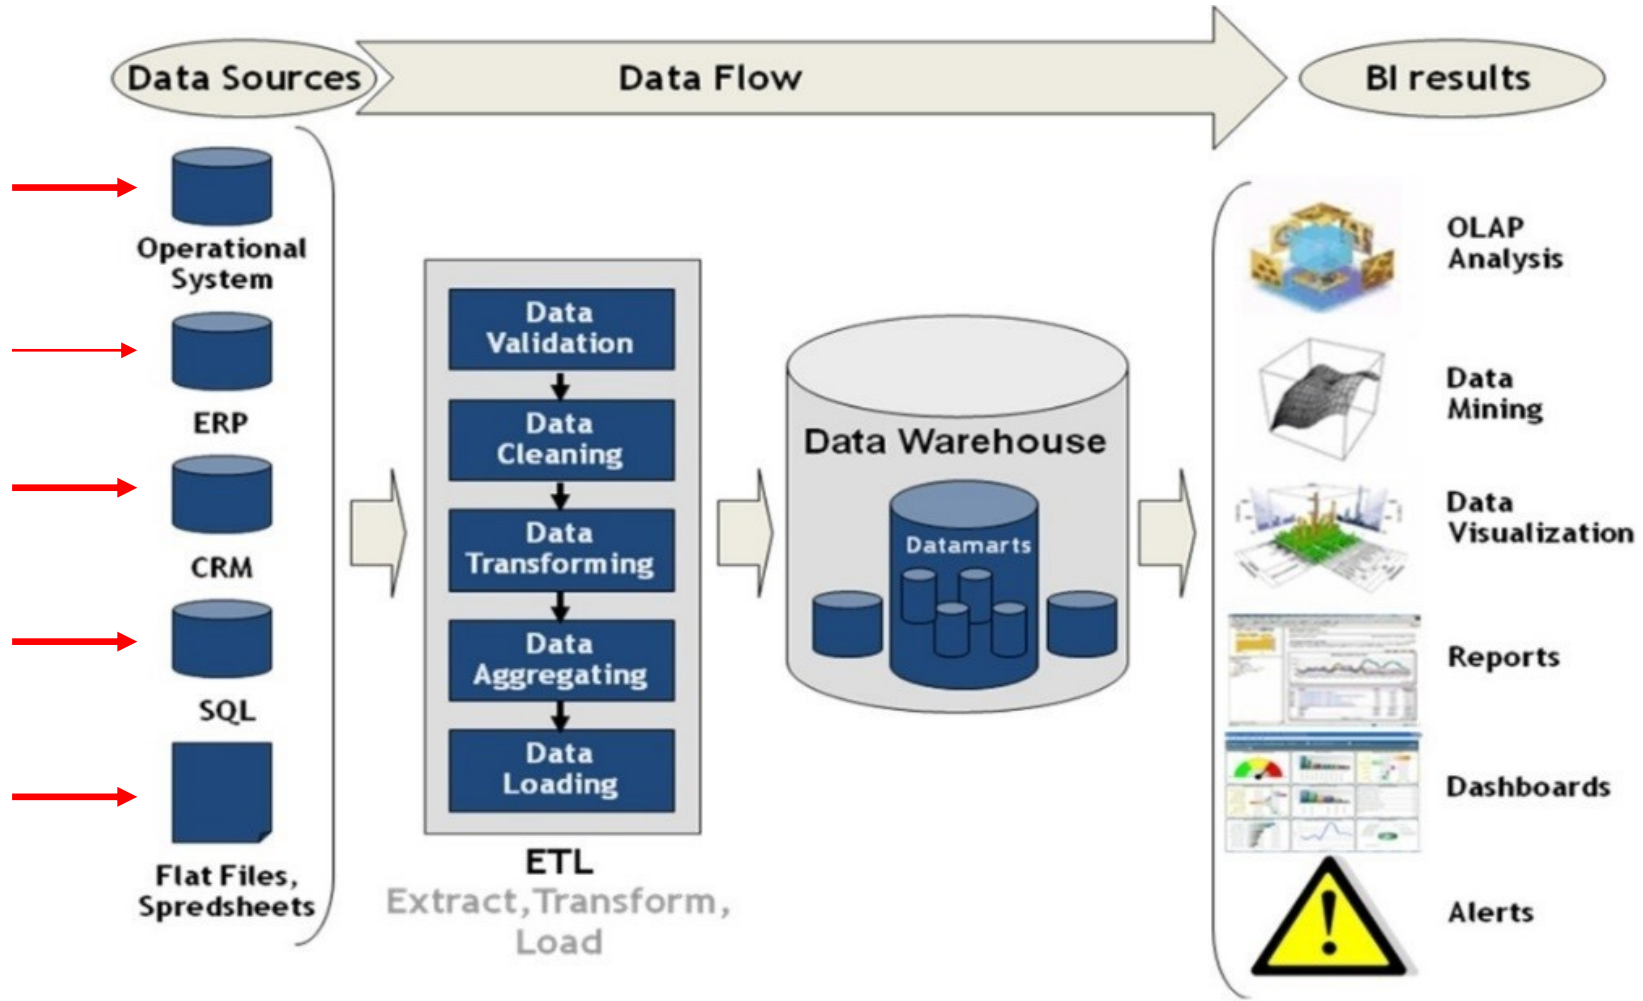 Data Sources
Data Flow
BI results
Operational
System
ERP
CRM
SQL
Flat Files,
Spredsheets
Data
Validation
Data
Cleaning
Data
Transforming
Data
Aggregating
Data
Loading
ETL
Extract, Transform,
Load
Data Warehouse
Datamarts
OLAP
Analysis
Data
Mining
Data
Visualization
Reports
Dashboards
Alerts